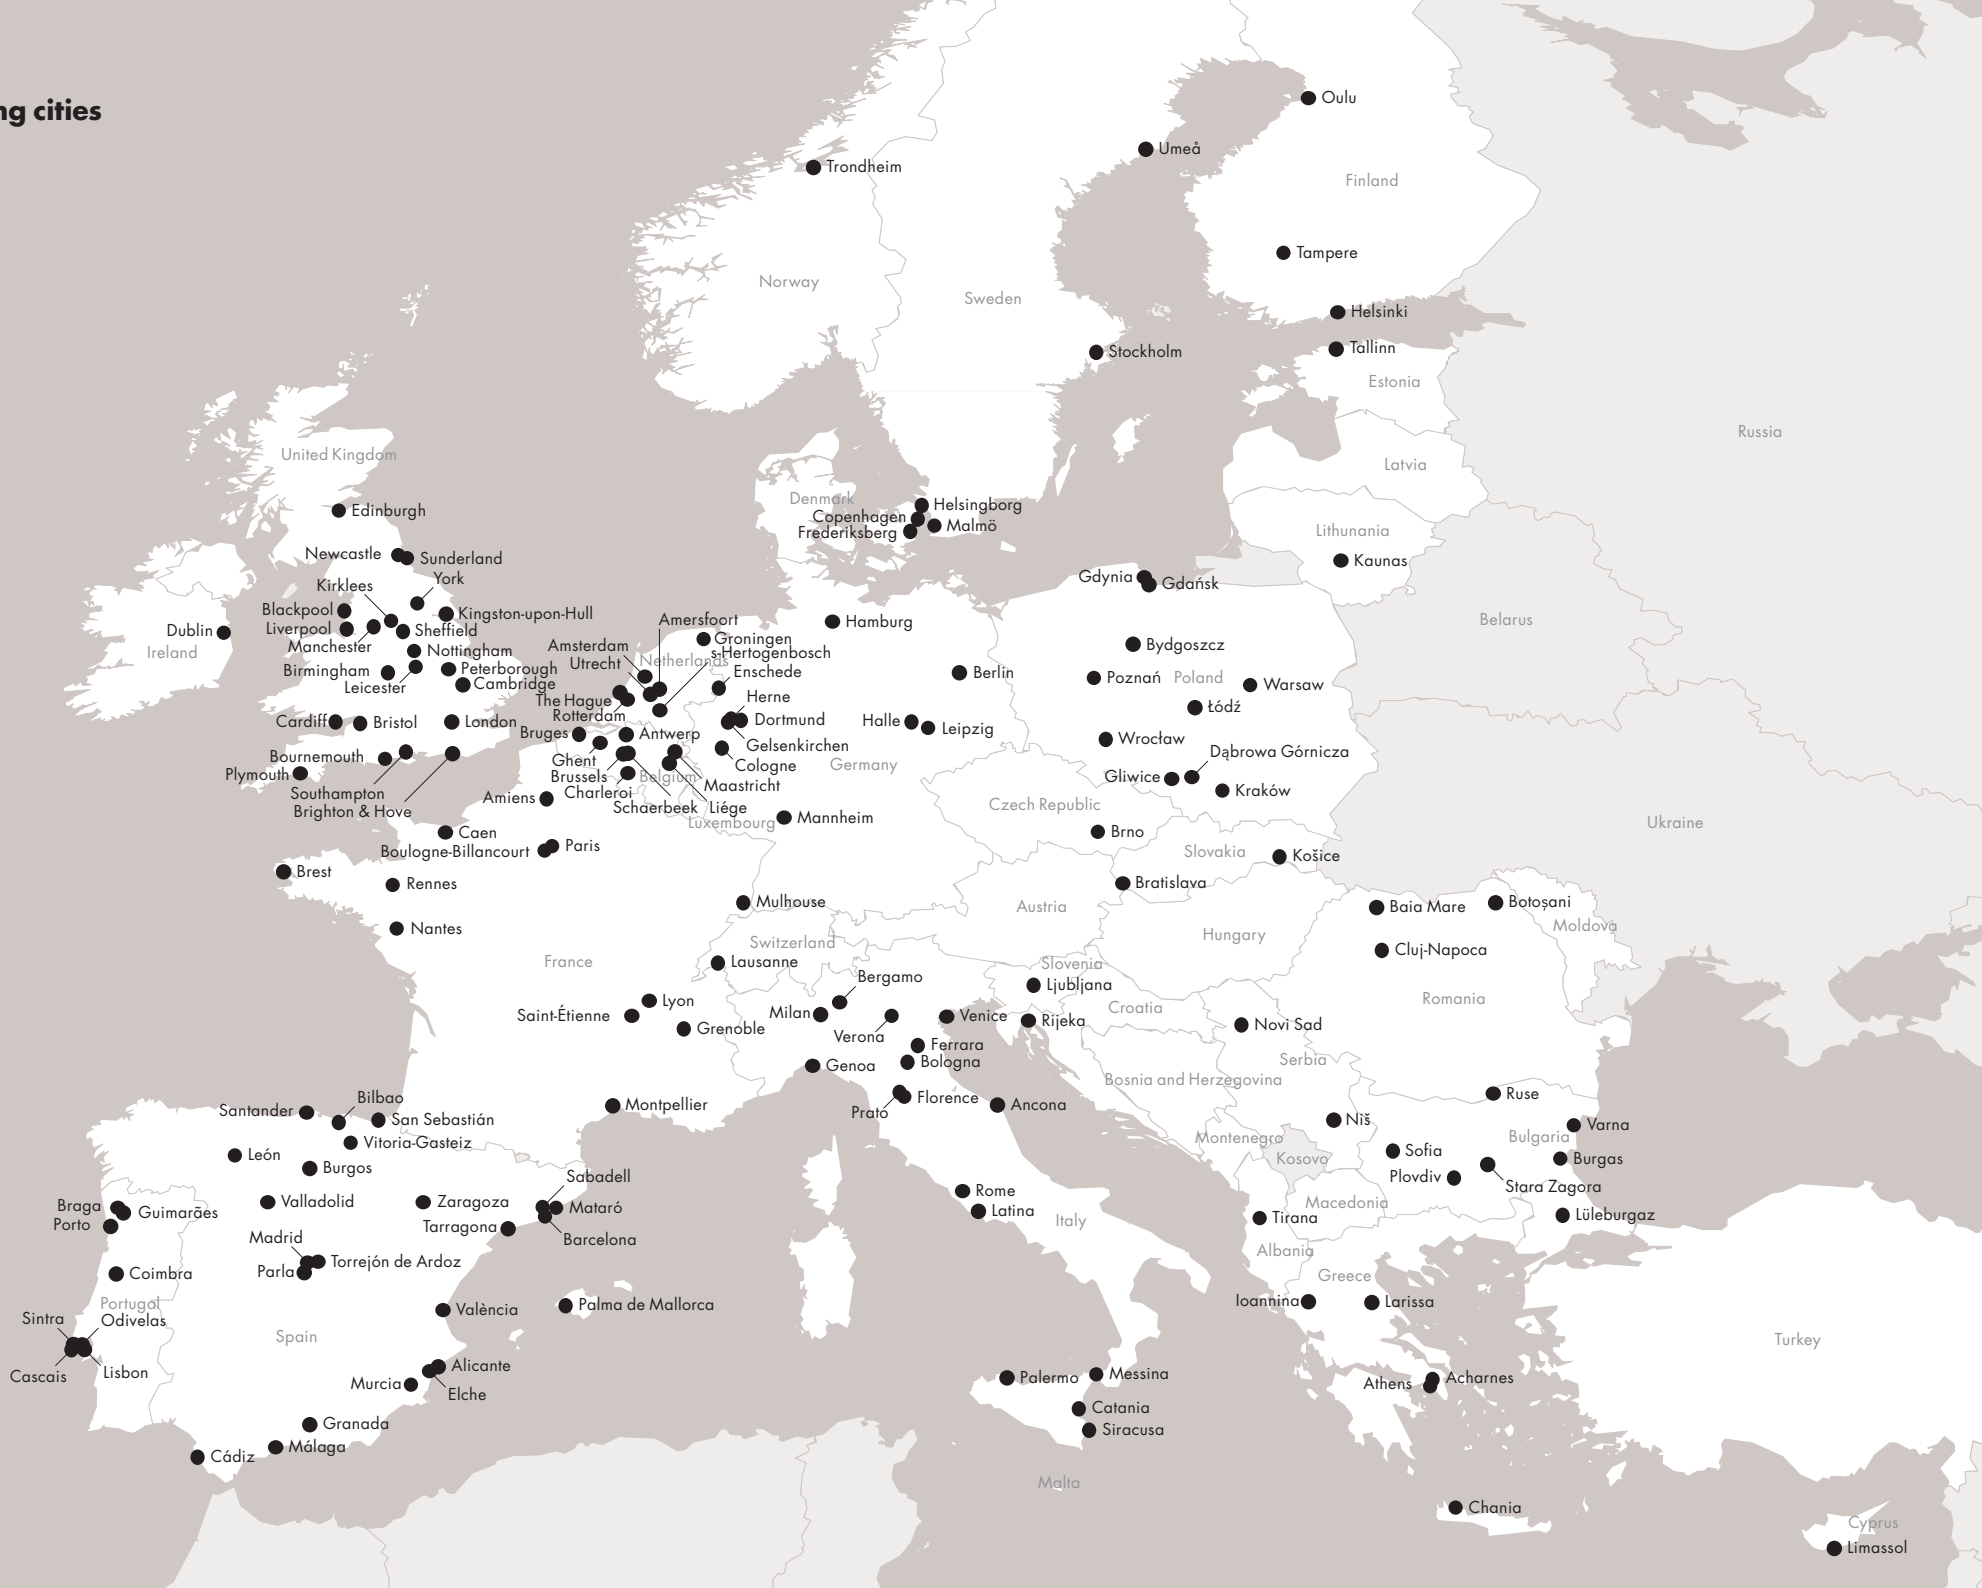 ng cities
Oulu
Umeå
Trondheim
Finland
Tampere
Norway
Sweden
Helsinki
Tallinn
Stockholm
Estonia
Russia
United Kingdom
Latvia
Denmark
Helsingborg
Edinburgh
Copenhagen
Malmö
Frederiksberg
Lithunania
Newcastle
Sunderland
Kaunas
York
Gdynia
Gdańsk
Kirklees
Blackpool
Kingston-upon-Hull
Amersfoort
Hamburg
Belarus
Liverpool
Dublin
Sheffield
Groningen
Manchester
Amsterdam
Bydgoszcz
Ireland
Nottingham
s-Hertogenbosch
Utrecht
Netherlands
Birmingham
Peterborough
Enschede
Berlin
Poznań
Poland
Leicester
Cambridge
Warsaw
The Hague
Herne
Łódź
Rotterdam
Cardiff
Bristol
London
Dortmund
Halle
Leipzig
Bruges
Antwerp
Wrocław
Gelsenkirchen
Bournemouth
Ghent
Cologne
Germany
Dąbrowa Górnicza
Plymouth
Brussels
Belgium
Gliwice
Southampton
Charleroi
Maastricht
Kraków
Amiens
Brighton & Hove
Schaerbeek
Liége
Czech Republic
Luxembourg
Mannheim
Ukraine
Caen
Brno
Boulogne-Billancourt
Paris
Slovakia
Košice
Brest
Rennes
Bratislava
Mulhouse
Austria
Baia Mare
Botoșani
Nantes
Switzerland
Hungary
Moldova
France
Lausanne
Slovenia
Cluj-Napoca
Bergamo
Ljubljana
Lyon
Romania
Saint-Étienne
Milan
Venice
Croatia
Grenoble
Verona
Rijeka
Novi Sad
Ferrara
Genoa
Bologna
Serbia
Bosnia and Herzegovina
Bilbao
Florence
Ruse
Santander
San Sebastián
Montpellier
Prato
Ancona
Niš
Varna
Vitoria-Gasteiz
Montenegro
Bulgaria
León
Sofia
Burgos
Kosovo
Burgas
Sabadell
Plovdiv
Stara Zagora
Valladolid
Zaragoza
Rome
Macedonia
Braga
Guimarães
Mataró
Latina
Porto
Tarragona
Italy
Tirana
Lüleburgaz
Madrid
Barcelona
Torrejón de Ardoz
Albania
Parla
Coimbra
Greece
Portugal
València
Palma de Mallorca
Ioannina
Larissa
Sintra
Odivelas
Spain
Turkey
Cascais
Lisbon
Alicante
Palermo
Messina
Murcia
Elche
Athens
Acharnes
Catania
Granada
Siracusa
Málaga
Cádiz
Malta
Chania
Cyprus
Limassol